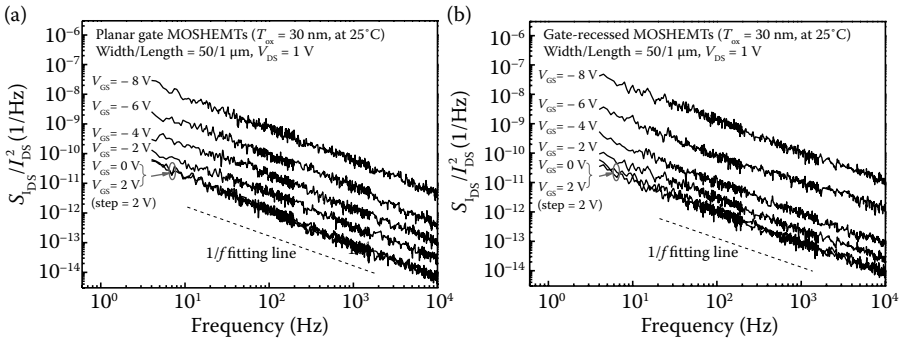 (a)
Planar gate MOSHEMTs (Tox = 30 nm, at 25˚C)
Width/Length = 50/1 μm, VDS = 1 V
10⁻⁶
10⁻⁷
10⁻⁸
10⁻⁹
10⁻¹⁰
10⁻¹¹
10⁻¹²
10⁻¹³
10⁻¹⁴
SIDS/I²DS (1/Hz)
VGS= – 8 V
VGS= – 6 V
VGS= – 4 V
VGS= – 2 V
VGS= 0 V
VGS= 2 V
(step = 2 V)
1/f fitting line
10⁰ 10¹ 10² 10³ 10⁴
Frequency (Hz)
(b)
Gate-recessed MOSHEMTs (Tox = 30 nm, at 25˚C)
Width/Length = 50/1 μm, VDS = 1 V
10⁻⁶
10⁻⁷
10⁻⁸
10⁻⁹
10⁻¹⁰
10⁻¹¹
10⁻¹²
10⁻¹³
10⁻¹⁴
SIDS/I²DS (1/Hz)
VGS= – 8 V
VGS= – 6 V
VGS= – 4 V
VGS= – 2 V
VGS= 0 V
VGS= 2 V
(step = 2 V)
1/f fitting line
10⁰ 10¹ 10² 10³ 10⁴
Frequency (Hz)